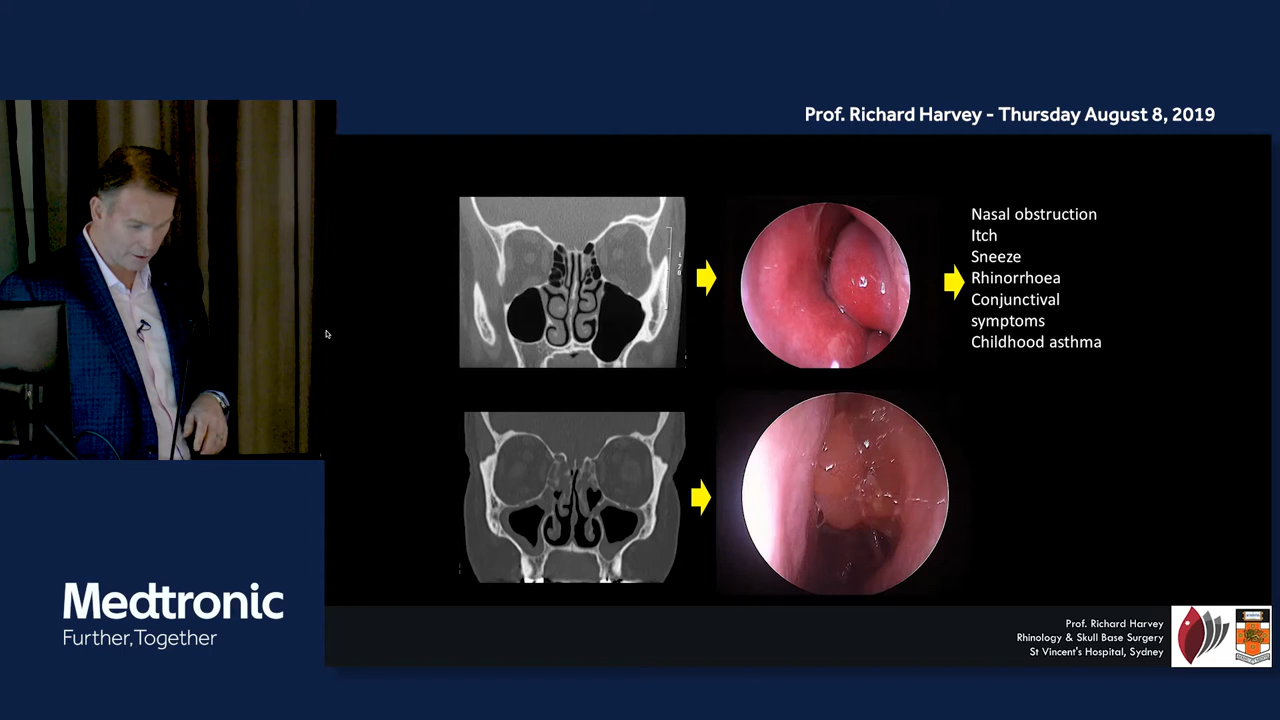 Prof. Richard Harvey - Thursday August 8, 2019
Nasal obstruction
Itch
Sneeze
Rhinorrhoea
Conjunctival
symptoms
Childhood asthma
Medtronic
Further, Together
Prof. Richard Harvey
Rhinology & Skull Base Surgery
St Vincent's Hospital, Sydney